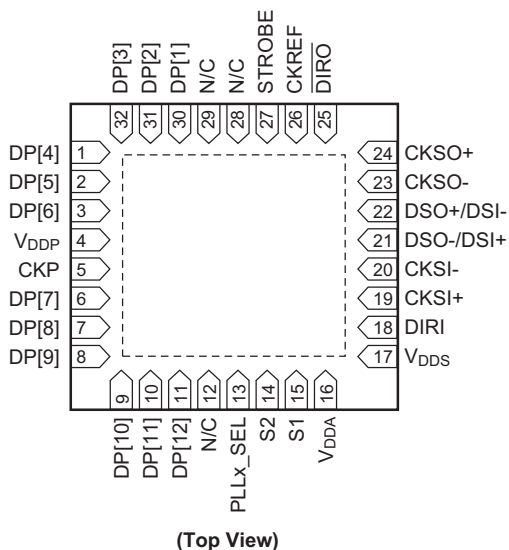 DP[3]
DP[2]
DP[1]
N/C
N/C
STROBE
CKREF
DIRO
32
31
30
29
28
27
26
25
DP[4] 1
DP[5] 2
DP[6] 3
VDDP 4
CKP 5
DP[7] 6
DP[8] 7
DP[9] 8
24 CKSO+
23 CKSO-
22 DSO+/DSI-
21 DSO-/DSI+
20 CKSI-
19 CKSI+
18 DIRI
17 VDDS
9
10
11
12
13
14
15
16
DP[10]
DP[11]
DP[12]
N/C
PLLx_SEL
S2
S1
VDDA
(Top View)